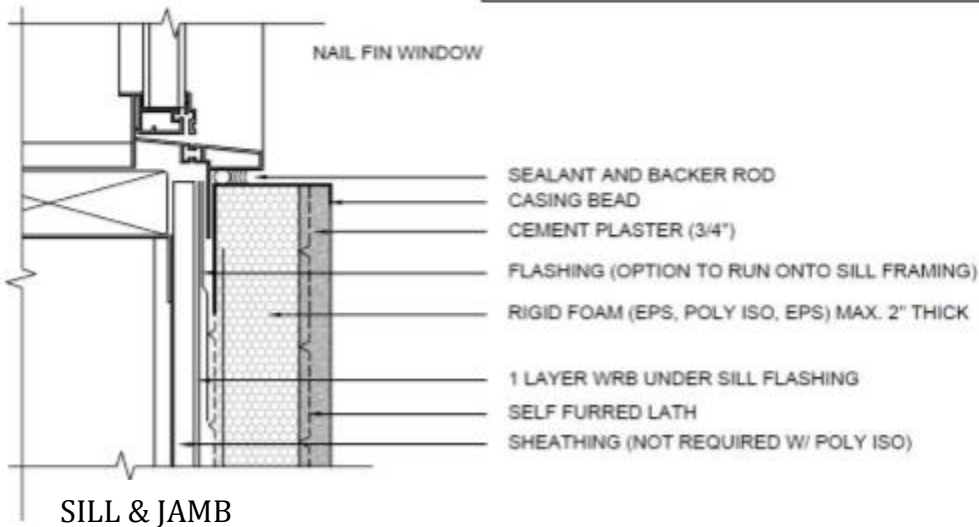 NAIL FIN WINDOW
SEALANT AND BACKER ROD
CASING BEAD
CEMENT PLASTER (3/4")
FLASHING (OPTION TO RUN ONTO SILL FRAMING)
RIGID FOAM (EPS, POLY ISO, EPS) MAX. 2" THICK
1 LAYER WRB UNDER SILL FLASHING
SELF FURRED LATH
SHEATHING (NOT REQUIRED W/ POLY ISO)
SILL & JAMB